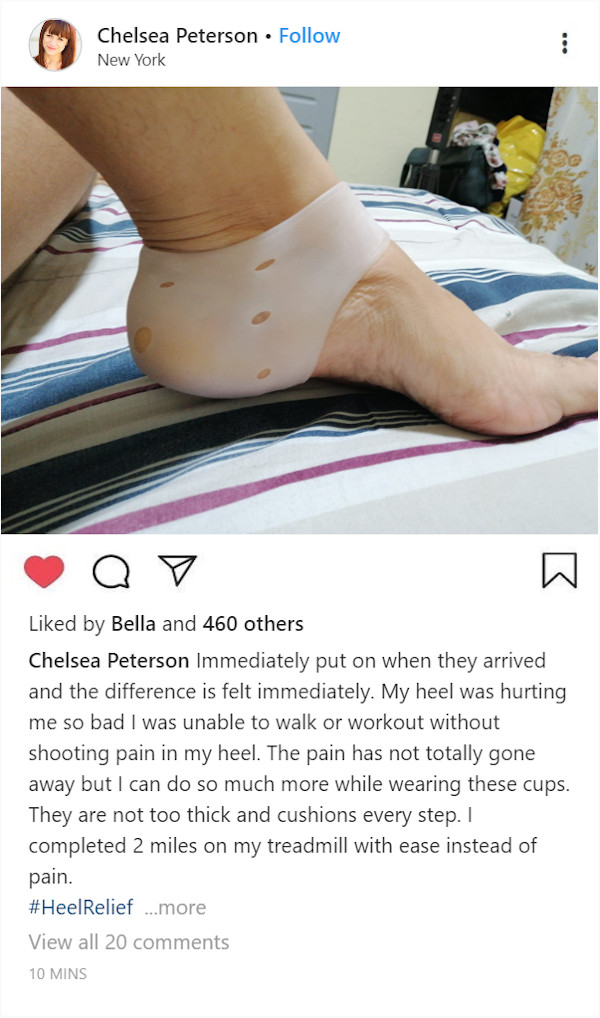 Chelsea Peterson • Follow
New York
Liked by Bella and 460 others
Chelsea Peterson Immediately put on when they arrived
and the difference is felt immediately. My heel was hurting
me so bad I was unable to walk or workout without
shooting pain in my heel. The pain has not totally gone
away but I can do so much more while wearing these cups.
They are not too thick and cushions every step. I
completed 2 miles on my treadmill with ease instead of
pain.
#HeelRelief ...more
View all 20 comments
10 MINS